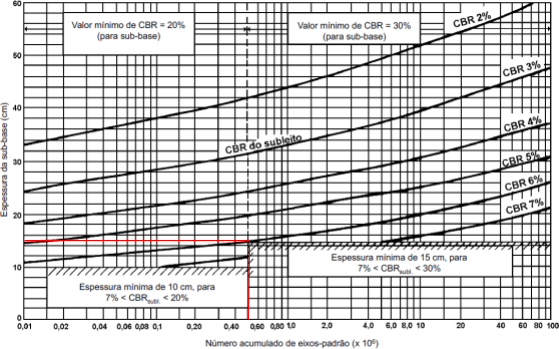 60
50
40
30
20
10
0
Espessura da sub-base (cm)
Valor mínimo de CBR = 20%
(para sub-base)
Valor mínimo de CBR = 30%
(para sub-base)
CBR 2%
CBR 3%
CBR 4%
CBR 5%
CBR 6%
CBR 7%
CBR do subleito
Espessura mínima de 10 cm, para
7% < CBRsubl. < 20%
Espessura mínima de 15 cm, para
7% < CBRsubl. < 30%
0,01 0,02 0,04 0,06 0,08 0,1 0,20 0,40 0,60 0,80 1,0 2,0 4,0 6,0 8,0 10 20 40 60 80 100
Número acumulado de eixos-padrão (x 10⁶)